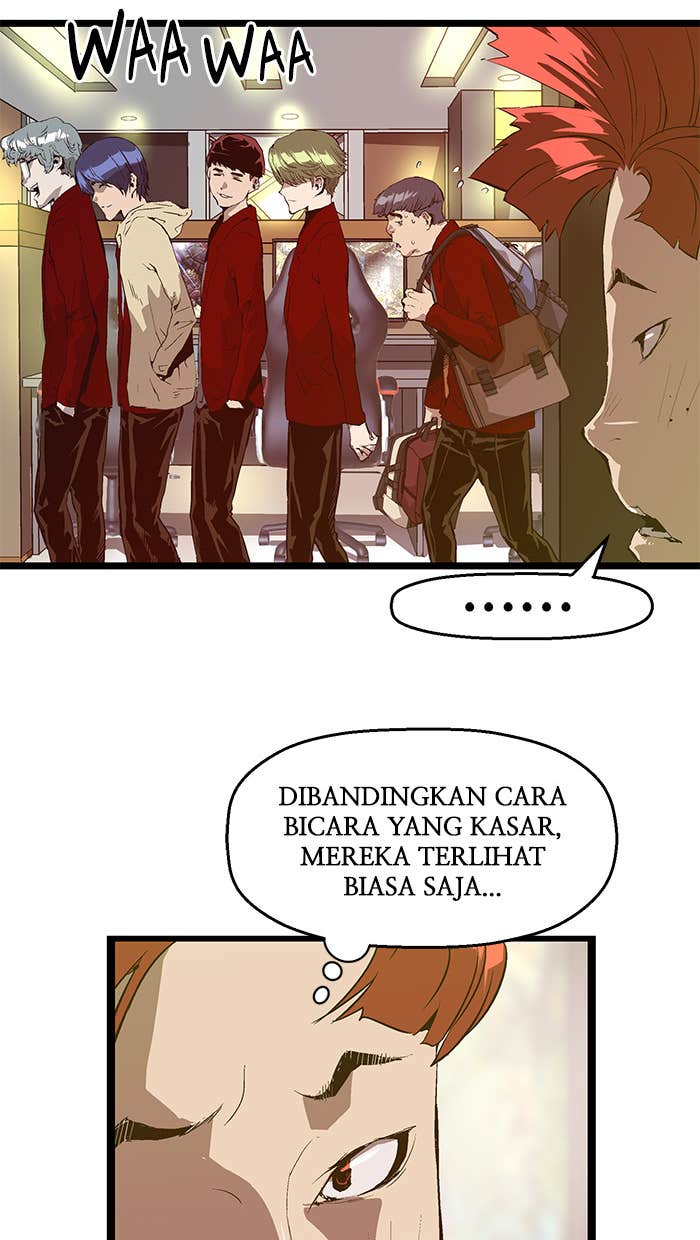 WAA WAA
......
DIBANDINGKAN CARA
BICARA YANG KASAR,
MEREKA TERLIHAT
BIASA SAJA...